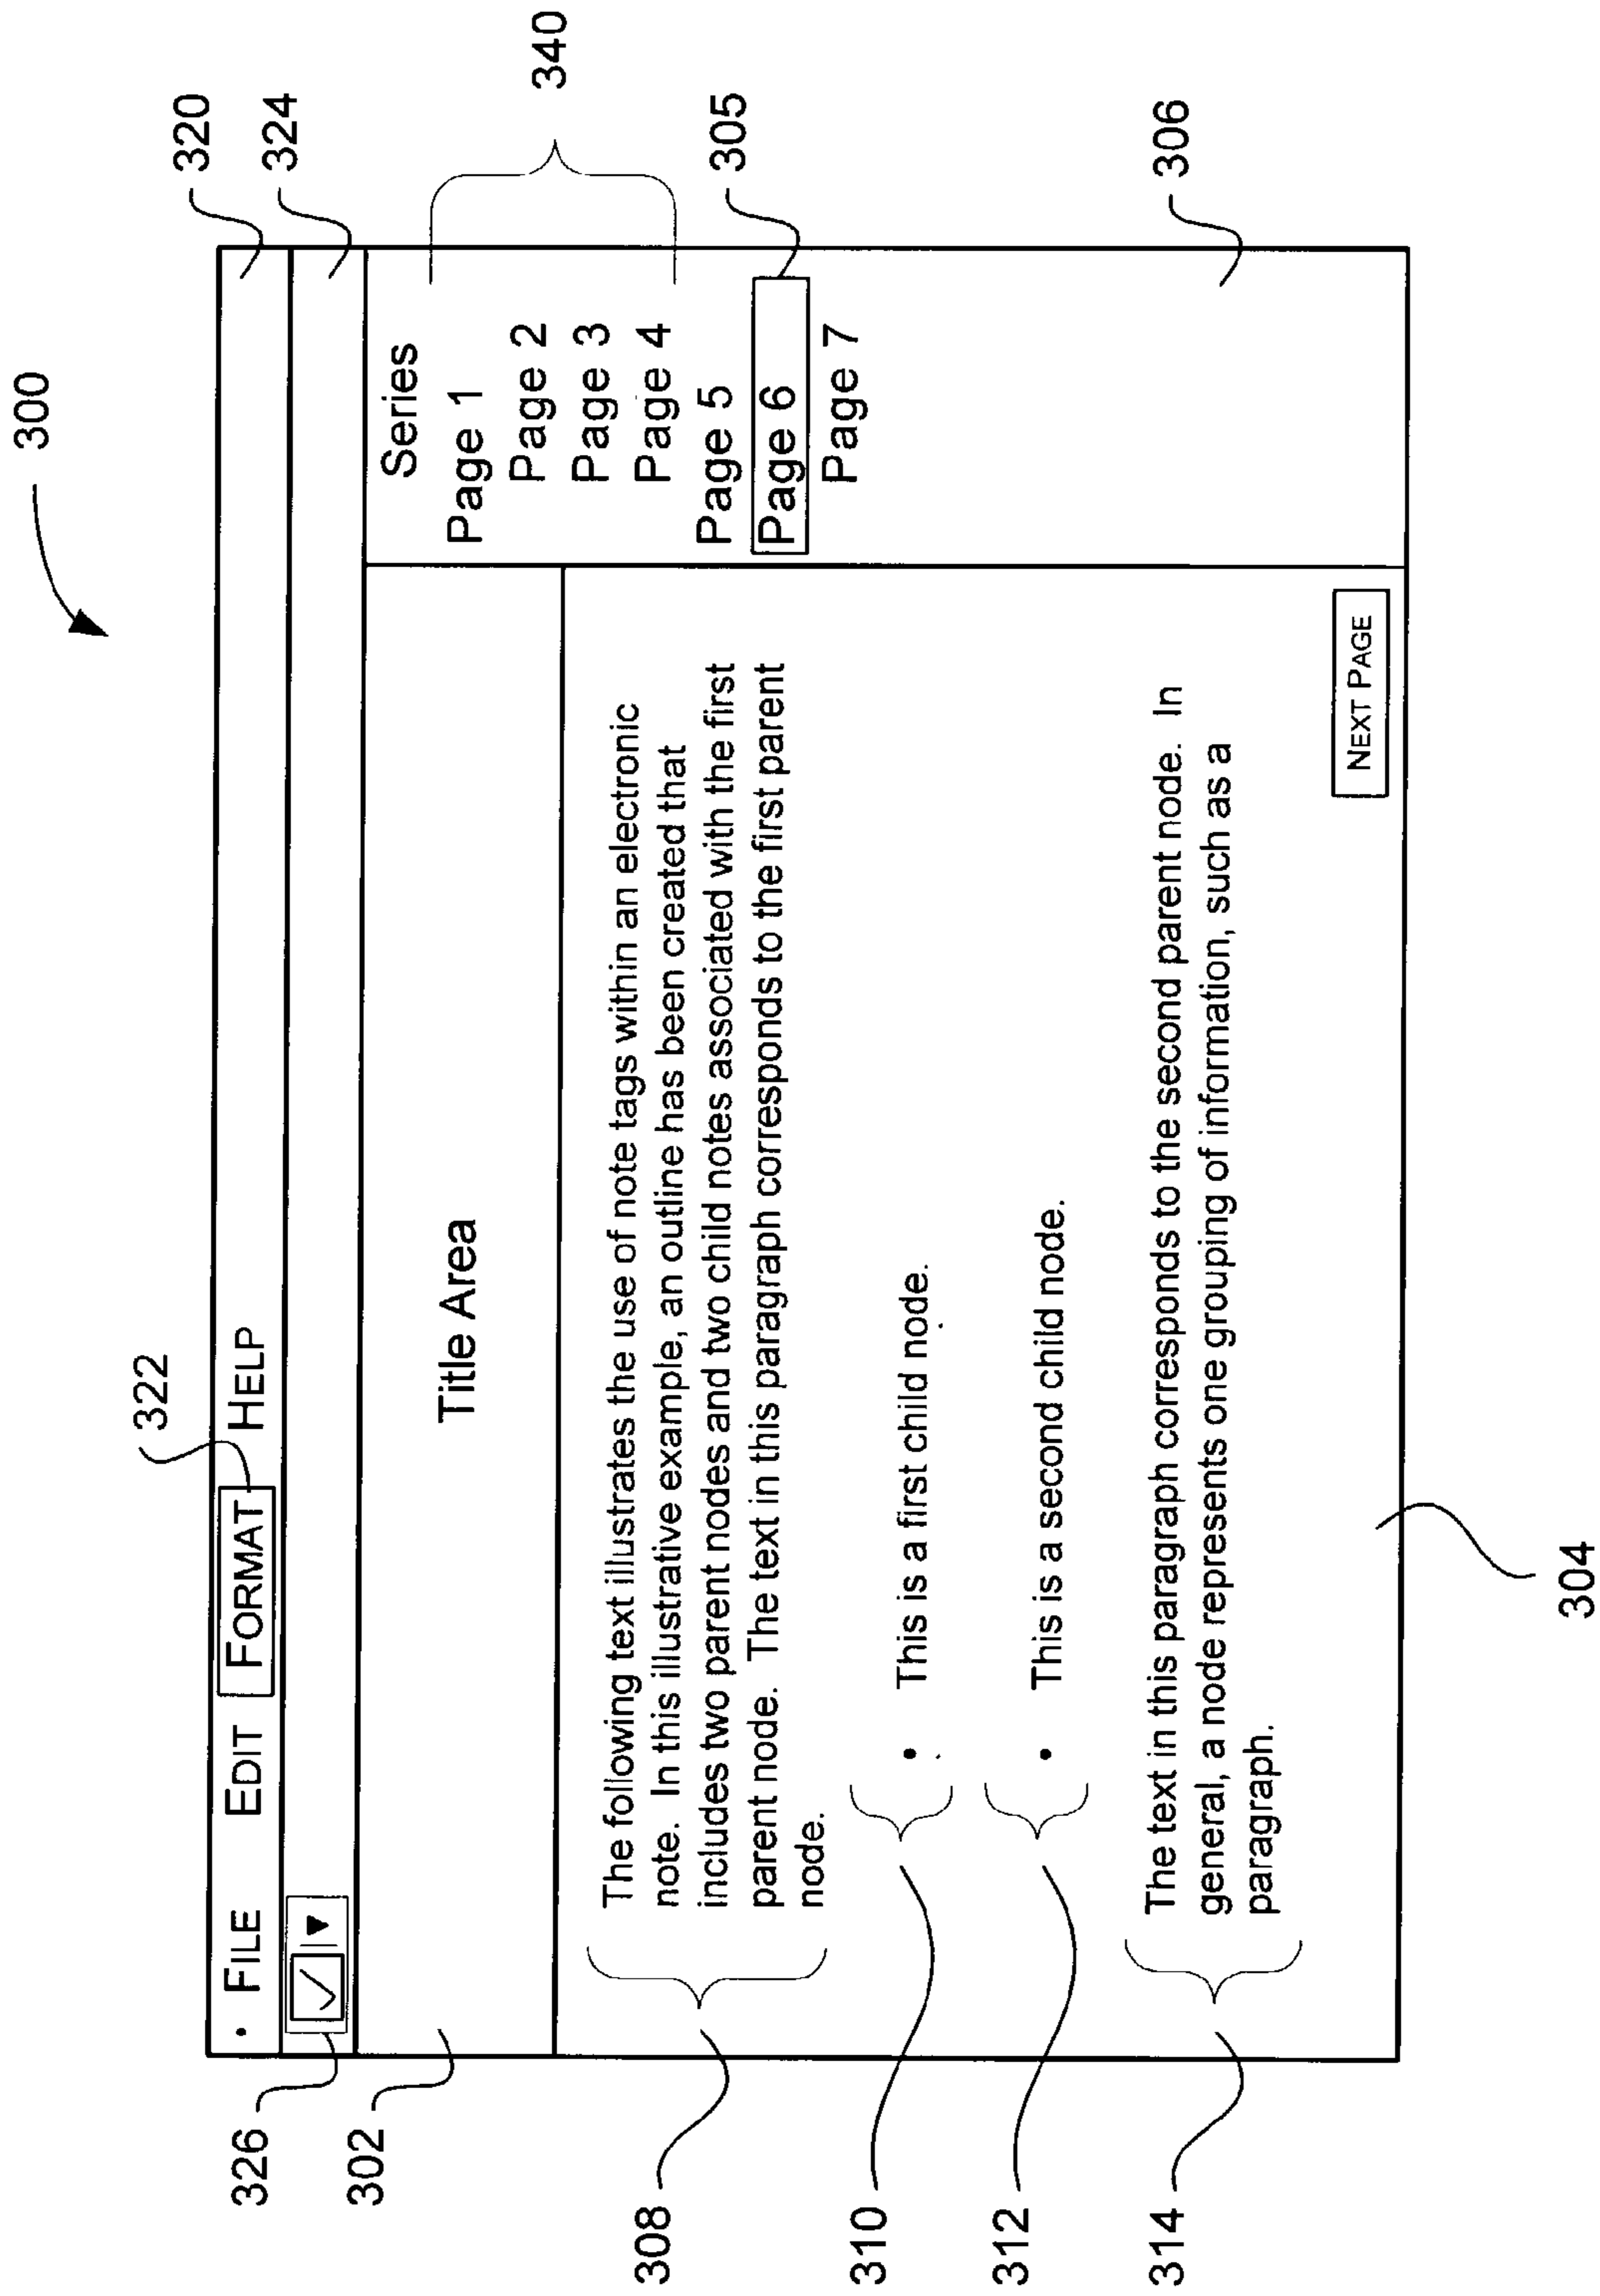 300
320
324
322
• FILE EDIT FORMAT HELP
326
302
Title Area
Series
Page 1
Page 2
Page 3
Page 4
Page 5
Page 6
Page 7
340
305
306
The following text illustrates the use of note tags within an electronic
note. In this illustrative example, an outline has been created that
includes two parent nodes and two child notes associated with the first
parent node. The text in this paragraph corresponds to the first parent
node.
308
• This is a first child node.
310
• This is a second child node.
312
The text in this paragraph corresponds to the second parent node. In
general, a node represents one grouping of information, such as a
paragraph.
314
NEXT PAGE
304